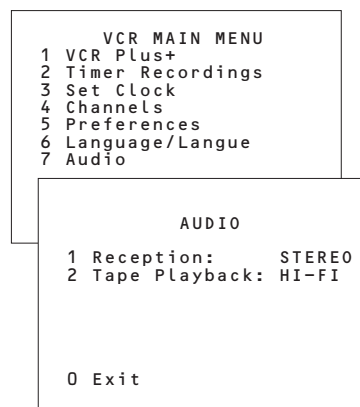 VCR MAIN MENU
1 VCR Plus+
2 Timer Recordings
3 Set Clock
4 Channels
5 Preferences
6 Language/Langue
7 Audio
AUDIO
1 Reception: STEREO
2 Tape Playback: HI-FI
0 Exit